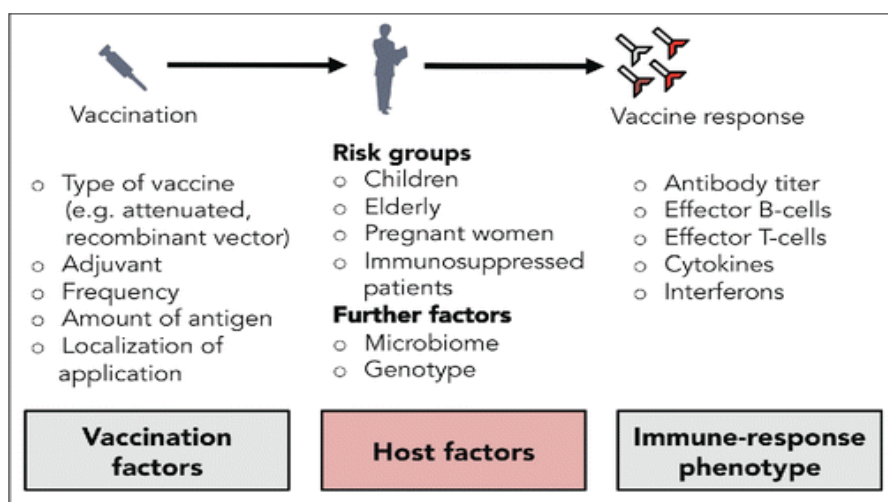 Vaccination
○ Type of vaccine
(e.g. attenuated,
recombinant vector)
○ Adjuvant
○ Frequency
○ Amount of antigen
○ Localization of
application
Vaccination
factors
Risk groups
○ Children
○ Elderly
○ Pregnant women
○ Immunosuppressed
patients
Further factors
○ Microbiome
○ Genotype
Host factors
Vaccine response
○ Antibody titer
○ Effector B-cells
○ Effector T-cells
○ Cytokines
○ Interferons
Immune-response
phenotype